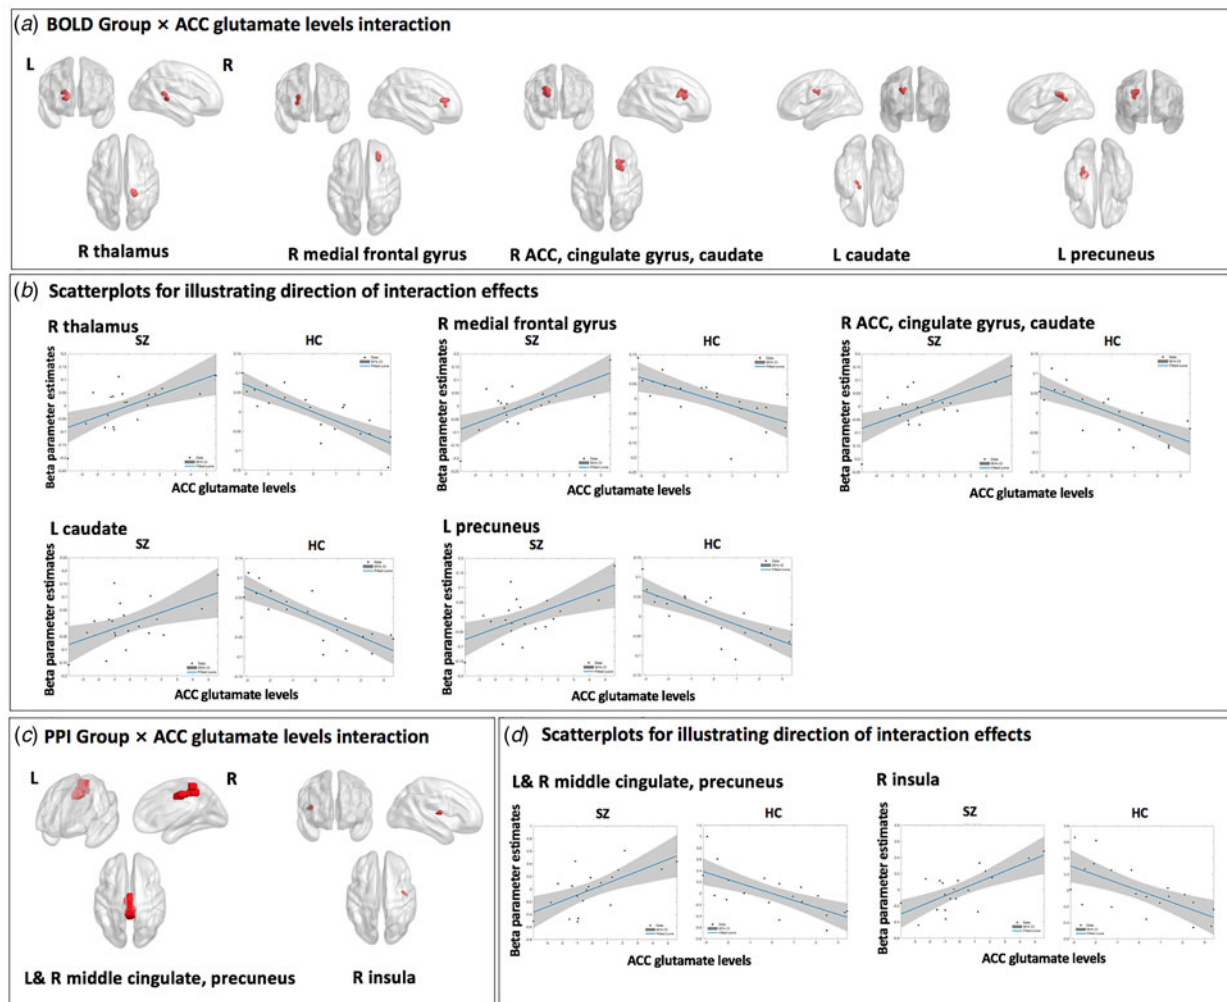 (a) BOLD Group × ACC glutamate levels interaction
L R
R thalamus
R medial frontal gyrus
R ACC, cingulate gyrus, caudate
L caudate
L precuneus
(b) Scatterplots for illustrating direction of interaction effects
R thalamus
SZ HC
Beta parameter estimates
ACC glutamate levels
R medial frontal gyrus
SZ HC
Beta parameter estimates
ACC glutamate levels
R ACC, cingulate gyrus, caudate
SZ HC
Beta parameter estimates
ACC glutamate levels
L caudate
SZ HC
Beta parameter estimates
ACC glutamate levels
L precuneus
SZ HC
Beta parameter estimates
ACC glutamate levels
(c) PPI Group × ACC glutamate levels interaction
L R
L& R middle cingulate, precuneus
R insula
(d) Scatterplots for illustrating direction of interaction effects
L& R middle cingulate, precuneus
SZ HC
Beta parameter estimates
ACC glutamate levels
R insula
SZ HC
Beta parameter estimates
ACC glutamate levels